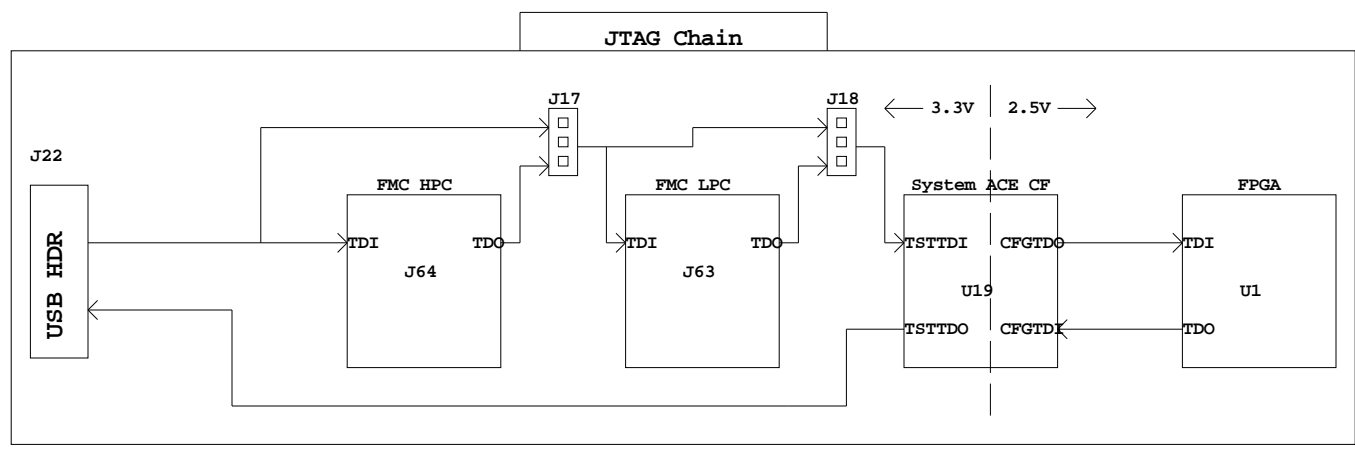 JTAG Chain
J17
J18
3.3V
2.5V
J22
FMC HPC
FMC LPC
System ACE CF
FPGA
USB HDR
TDI
TDO
J64
TDI
TDO
J63
TSTTDI
CFGTDO
U19
TSTTDO
CFGTDI
TDI
U1
TDO